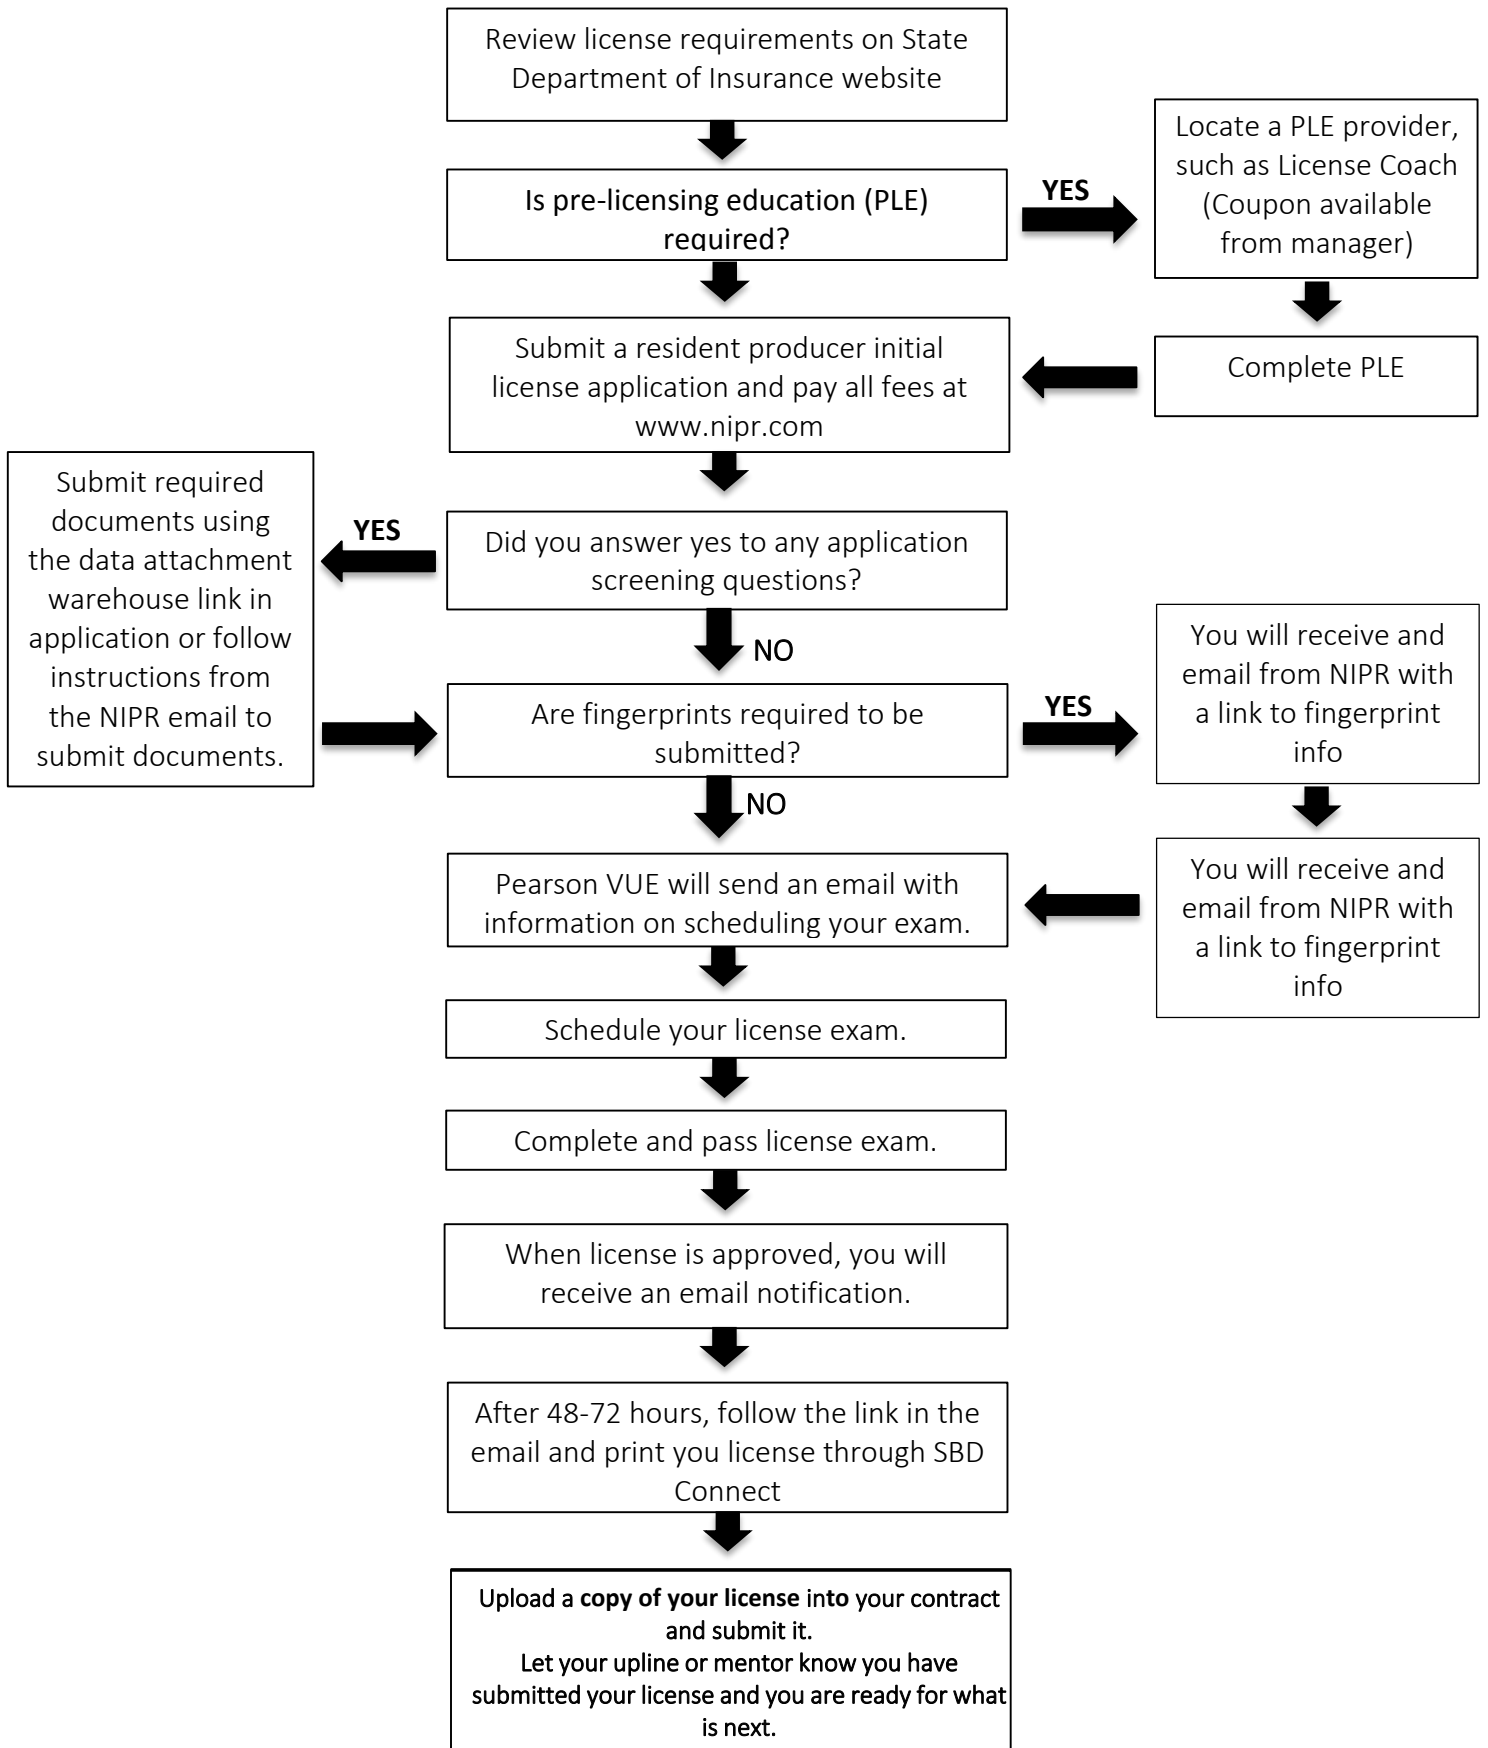 Review license requirements on State
Department of Insurance website
Is pre-licensing education (PLE)
required?
YES
Locate a PLE provider,
such as License Coach
(Coupon available
from manager)
Complete PLE
Submit a resident producer initial
license application and pay all fees at
www.nipr.com
Did you answer yes to any application
screening questions?
YES
Submit required
documents using
the data attachment
warehouse link in
application or follow
instructions from
the NIPR email to
submit documents.
NO
Are fingerprints required to be
submitted?
YES
You will receive and
email from NIPR with
a link to fingerprint
info
You will receive and
email from NIPR with
a link to fingerprint
info
NO
Pearson VUE will send an email with
information on scheduling your exam.
Schedule your license exam.
Complete and pass license exam.
When license is approved, you will
receive an email notification.
After 48-72 hours, follow the link in the
email and print you license through SBD
Connect
Upload a copy of your license into your contract
and submit it.
Let your upline or mentor know you have
submitted your license and you are ready for what
is next.